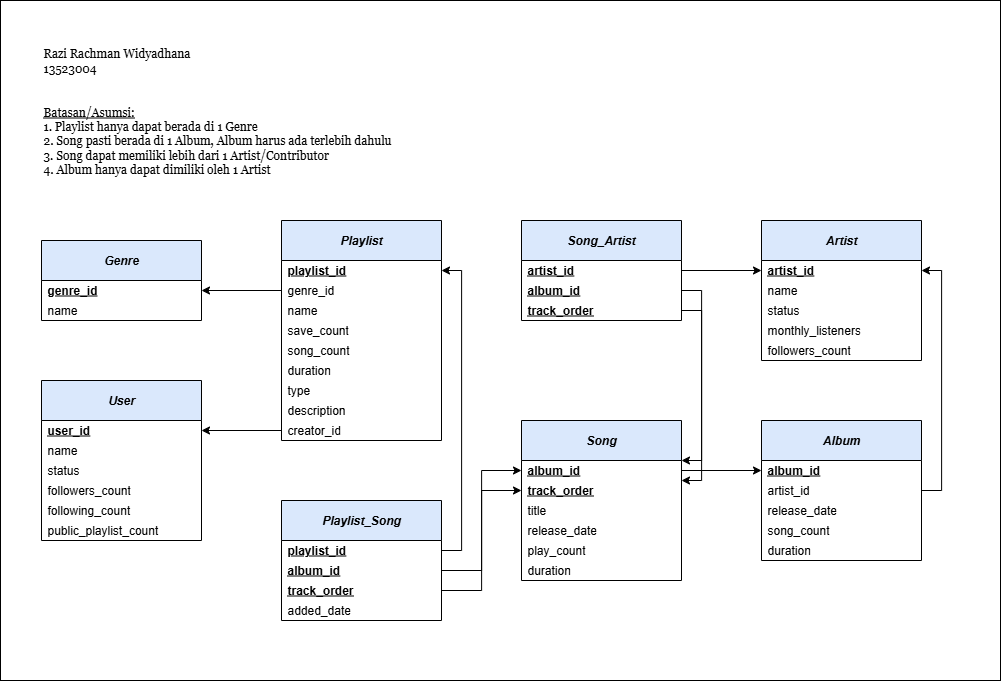 Razi Rachman Widyadhana
13523004
Batasan/Asumsi:
1. Playlist hanya dapat berada di 1 Genre
2. Song pasti berada di 1 Album, Album harus ada terlebih dahulu
3. Song dapat memiliki lebih dari 1 Artist/Contributor
4. Album hanya dapat dimiliki oleh 1 Artist
Genre
genre_id
name
Playlist
playlist_id
genre_id
name
save_count
song_count
duration
type
description
creator_id
Song_Artist
artist_id
album_id
track_order
Artist
artist_id
name
status
monthly_listeners
followers_count
User
user_id
name
status
followers_count
following_count
public_playlist_count
Playlist_Song
playlist_id
album_id
track_order
added_date
Song
album_id
track_order
title
release_date
play_count
duration
Album
album_id
artist_id
release_date
song_count
duration